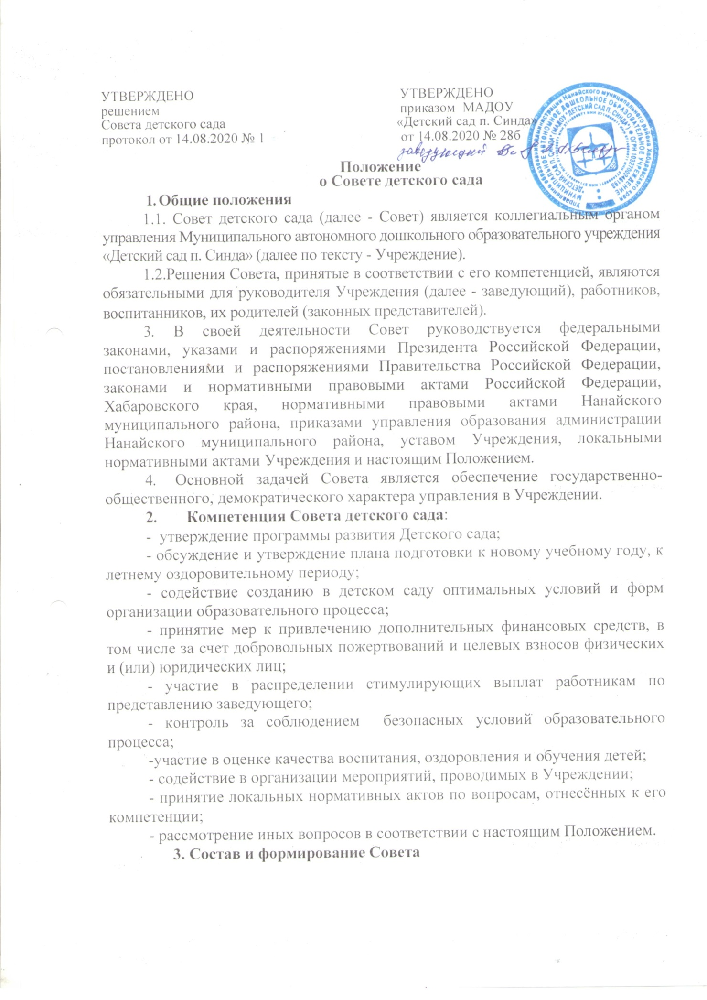 УТВЕРЖДЕНО
решением
Совета детского сада
протокол от 14.08.2020 № 1
УТВЕРЖДЕНО
приказом МАДОУ
«Детский сад п. Синда»
от 14.08.2020 № 28б
заведующий
Управление образования администрации Нанайского муниципального района Хабаровского края
МУНИЦИПАЛЬНОЕ АВТОНОМНОЕ ДОШКОЛЬНОЕ ОБРАЗОВАТЕЛЬНОЕ УЧРЕЖДЕНИЕ
"ДЕТСКИЙ САД П. СИНДА" (МАДОУ "ДЕТСКИЙ САД П. СИНДА") * ОГРН 1032700246193
Положение
о Совете детского сада
1. Общие положения
1.1. Совет детского сада (далее - Совет) является коллегиальным органом
управления Муниципального автономного дошкольного образовательного учреждения
«Детский сад п. Синда» (далее по тексту - Учреждение).
1.2.Решения Совета, принятые в соответствии с его компетенцией, являются
обязательными для руководителя Учреждения (далее - заведующий), работников,
воспитанников, их родителей (законных представителей).
3. В своей деятельности Совет руководствуется федеральными
законами, указами и распоряжениями Президента Российской Федерации,
постановлениями и распоряжениями Правительства Российской Федерации,
законами и нормативными правовыми актами Российской Федерации,
Хабаровского края, нормативными правовыми актами Нанайского
муниципального района, приказами управления образования администрации
Нанайского муниципального района, уставом Учреждения, локальными
нормативными актами Учреждения и настоящим Положением.
4. Основной задачей Совета является обеспечение государственно-
общественного, демократического характера управления в Учреждении.
2. Компетенция Совета детского сада:
- утверждение программы развития Детского сада;
- обсуждение и утверждение плана подготовки к новому учебному году, к
летнему оздоровительному периоду;
- содействие созданию в детском саду оптимальных условий и форм
организации образовательного процесса;
- принятие мер к привлечению дополнительных финансовых средств, в
том числе за счет добровольных пожертвований и целевых взносов физических
и (или) юридических лиц;
- участие в распределении стимулирующих выплат работникам по
представлению заведующего;
- контроль за соблюдением безопасных условий образовательного
процесса;
-участие в оценке качества воспитания, оздоровления и обучения детей;
- содействие в организации мероприятий, проводимых в Учреждении;
- принятие локальных нормативных актов по вопросам, отнесённых к его
компетенции;
- рассмотрение иных вопросов в соответствии с настоящим Положением.
3. Состав и формирование Совета